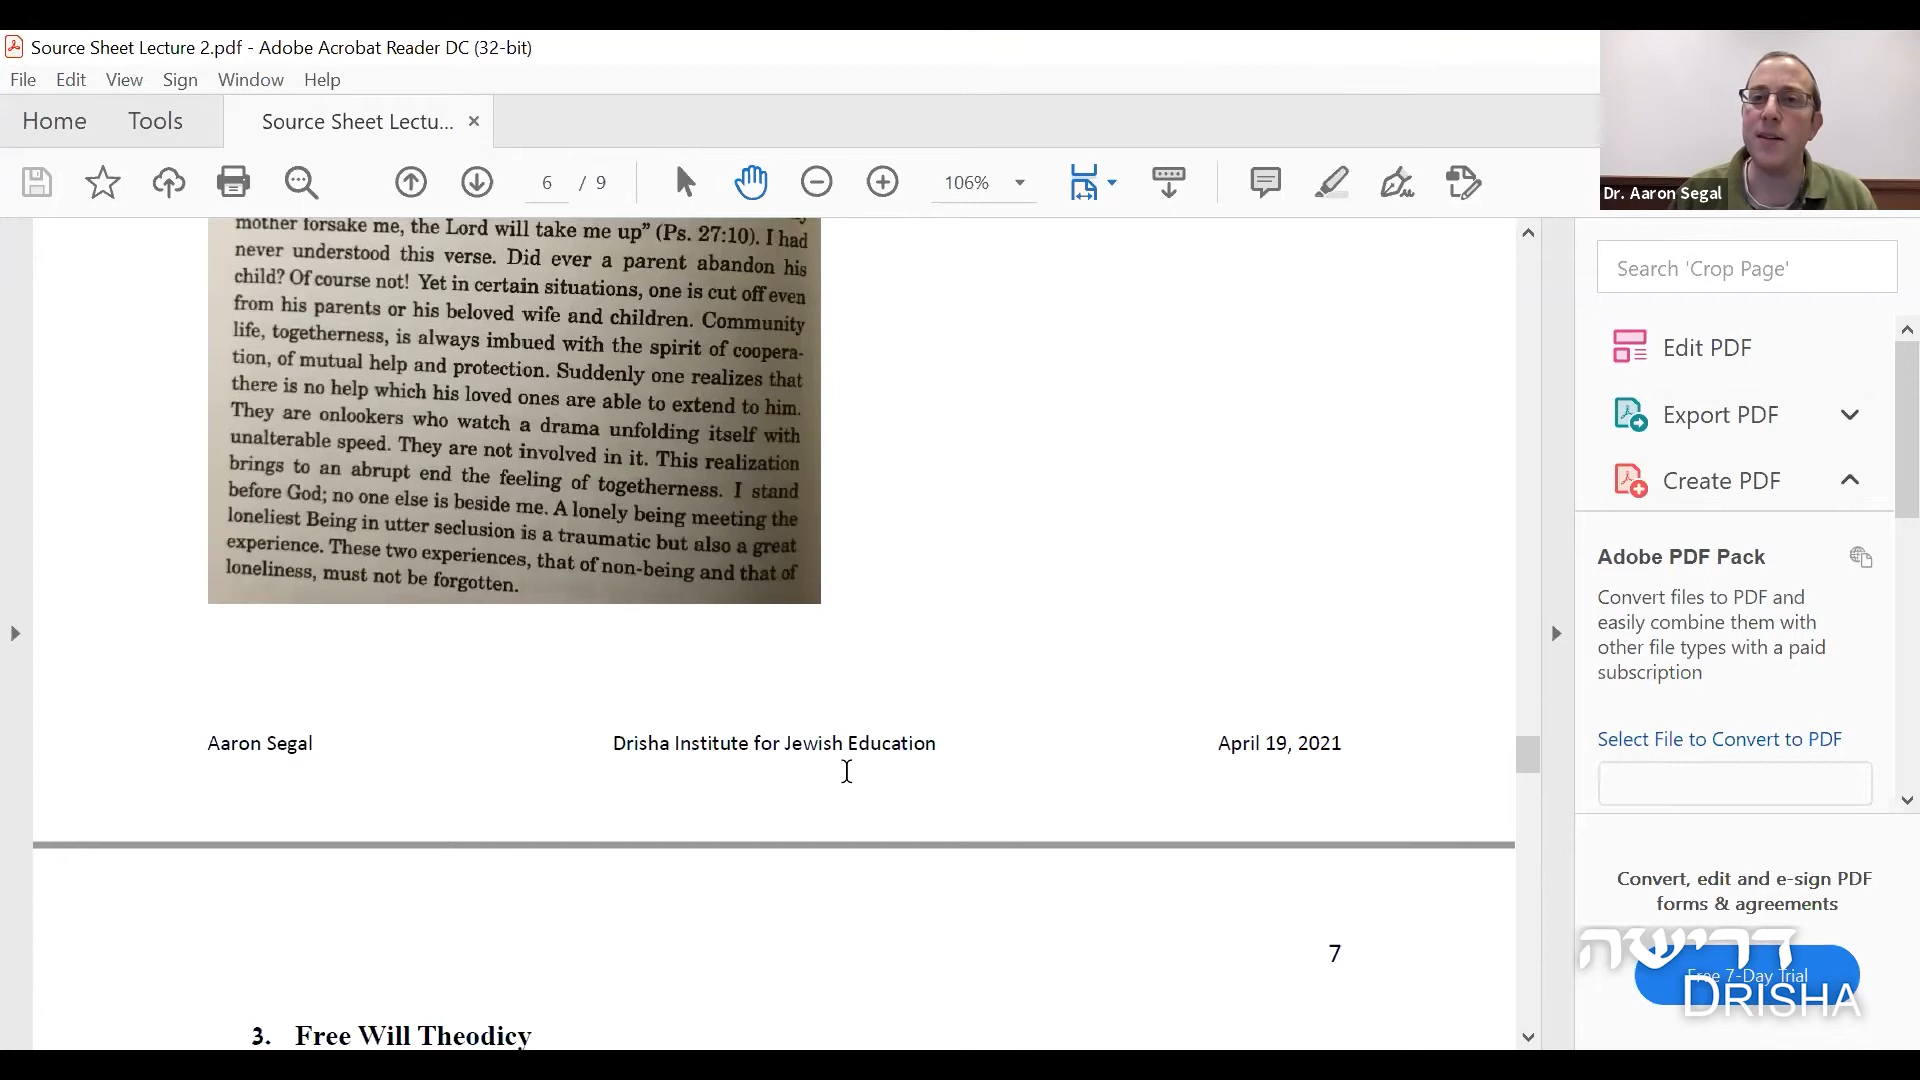 Source Sheet Lecture 2.pdf - Adobe Acrobat Reader DC (32-bit)
File Edit View Sign Window Help
Home Tools Source Sheet Lectu...
6 / 9 106%
Dr. Aaron Segal
mother forsake me, the Lord will take me up” (Ps. 27:10). I had
never understood this verse. Did ever a parent abandon his
child? Of course not! Yet in certain situations, one is cut off even
from his parents or his beloved wife and children. Community
life, togetherness, is always imbued with the spirit of coopera-
tion, of mutual help and protection. Suddenly one realizes that
there is no help which his loved ones are able to extend to him.
They are onlookers who watch a drama unfolding itself with
unalterable speed. They are not involved in it. This realization
brings to an abrupt end the feeling of togetherness. I stand
before God; no one else is beside me. A lonely being meeting the
loneliest Being in utter seclusion is a traumatic but also a great
experience. These two experiences, that of non-being and that of
loneliness, must not be forgotten.
Aaron Segal Drisha Institute for Jewish Education April 19, 2021
7
3. Free Will Theodicy
Search 'Crop Page'
Edit PDF
Export PDF
Create PDF
Adobe PDF Pack
Convert files to PDF and
easily combine them with
other file types with a paid
subscription
Select File to Convert to PDF
Convert, edit and e-sign PDF
forms & agreements
דרישה
Free 7-Day Trial
DRISHA